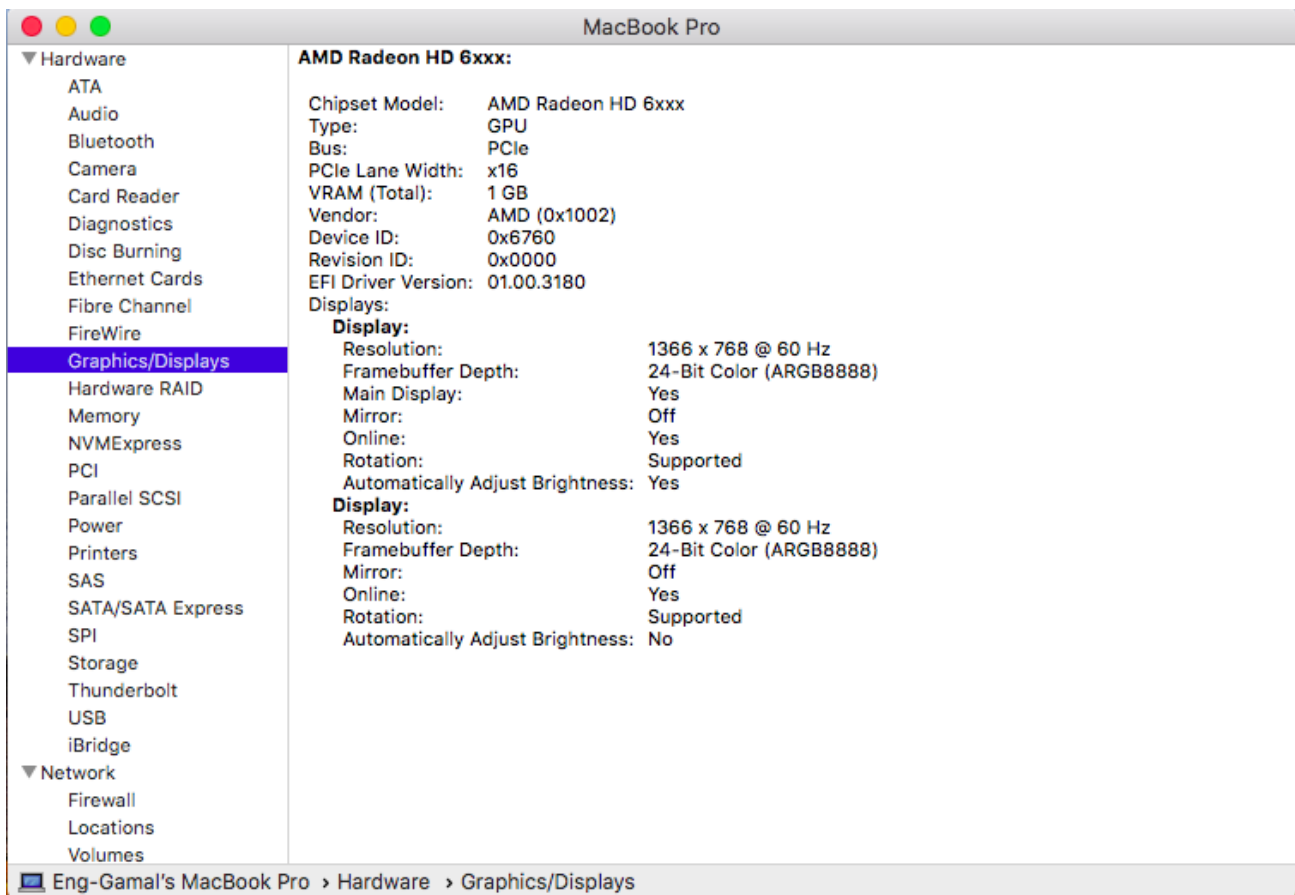 MacBook Pro
Hardware
ATA
Audio
Bluetooth
Camera
Card Reader
Diagnostics
Disc Burning
Ethernet Cards
Fibre Channel
FireWire
Graphics/Displays
Hardware RAID
Memory
NVMExpress
PCI
Parallel SCSI
Power
Printers
SAS
SATA/SATA Express
SPI
Storage
Thunderbolt
USB
iBridge
Network
Firewall
Locations
Volumes
AMD Radeon HD 6xxx:
Chipset Model: AMD Radeon HD 6xxx
Type: GPU
Bus: PCIe
PCIe Lane Width: x16
VRAM (Total): 1 GB
Vendor: AMD (0x1002)
Device ID: 0x6760
Revision ID: 0x0000
EFI Driver Version: 01.00.3180
Displays:
Display:
Resolution: 1366 x 768 @ 60 Hz
Framebuffer Depth: 24-Bit Color (ARGB8888)
Main Display: Yes
Mirror: Off
Online: Yes
Rotation: Supported
Automatically Adjust Brightness: Yes
Display:
Resolution: 1366 x 768 @ 60 Hz
Framebuffer Depth: 24-Bit Color (ARGB8888)
Mirror: Off
Online: Yes
Rotation: Supported
Automatically Adjust Brightness: No
Eng-Gamal's MacBook Pro › Hardware › Graphics/Displays